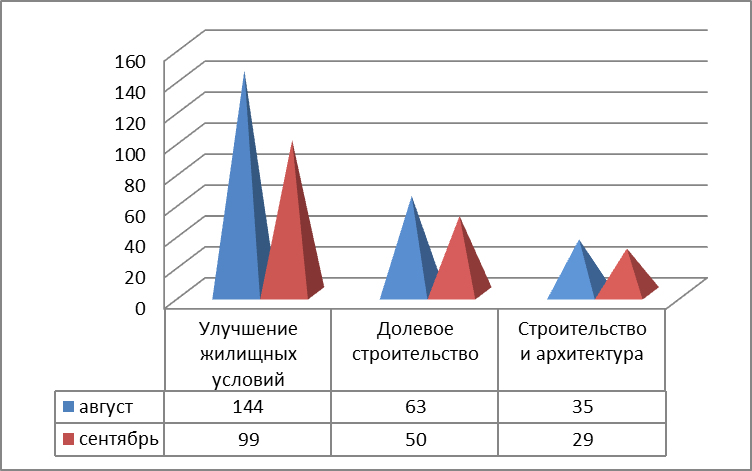 160
140
120
100
80
60
40
20
0
Улучшение
жилищных
условий
Долевое
строительство
Строительство
и архитектура
август 144 63 35
сентябрь 99 50 29